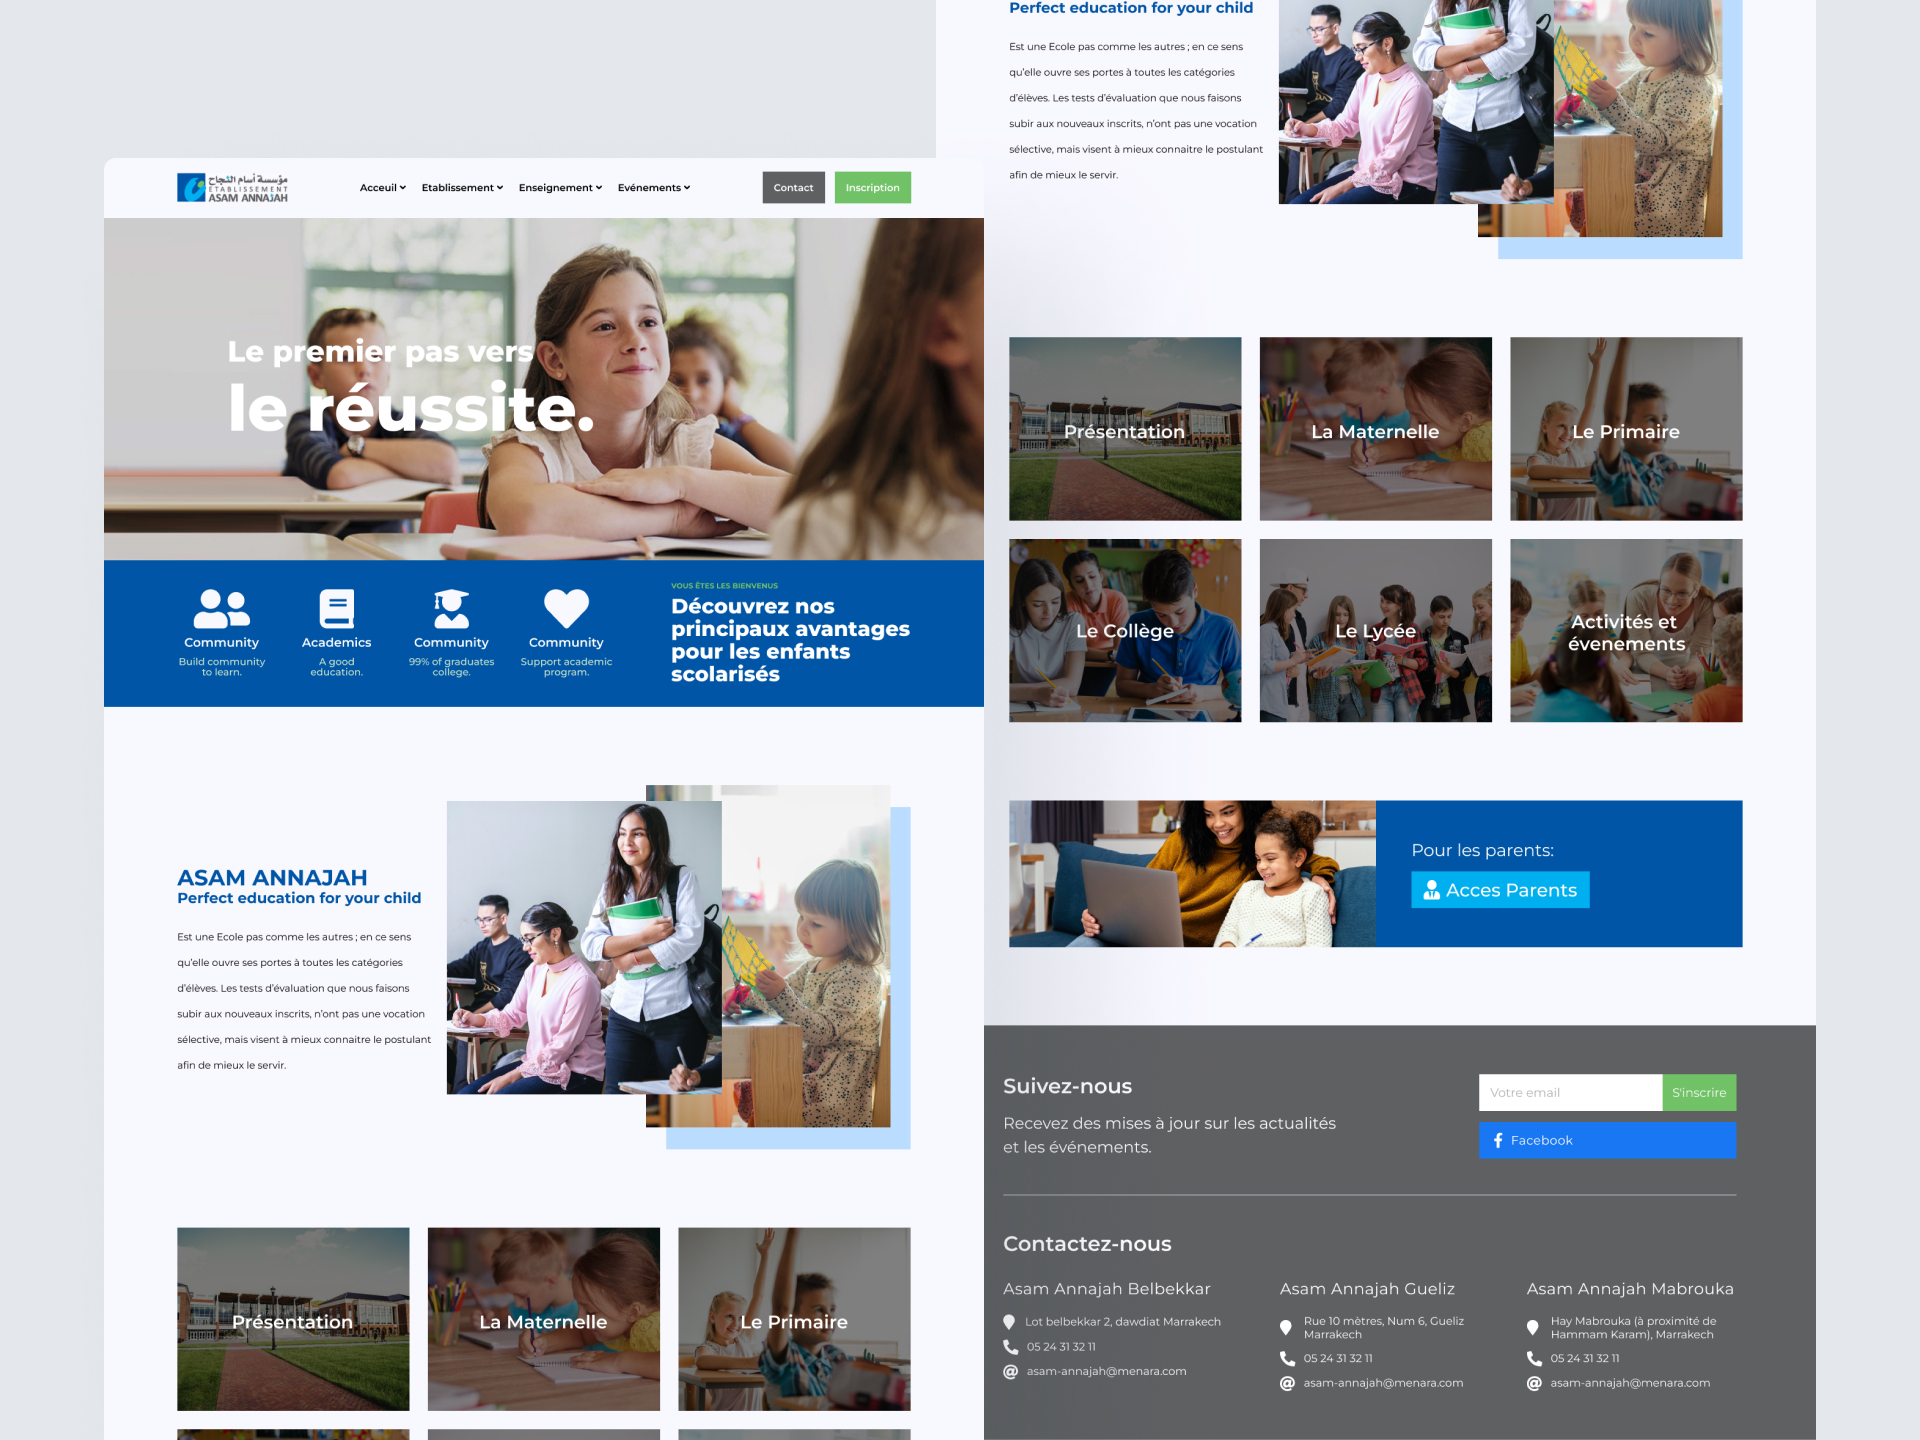 مؤسسة أسام النجاح
ETABLISSEMENT
ASAM ANNAJAH
Acceuil
Etablissement
Enseignement
Evénements
Contact
Inscription
Le premier pas vers
le réussite.
Community
Build community
to learn.
Academics
A good
education.
Community
99% of graduates
college.
Community
Support academic
program.
VOUS ÊTES LES BIENVENUS
Découvrez nos
principaux avantages
pour les enfants
scolarisés
ASAM ANNAJAH
Perfect education for your child
Est une Ecole pas comme les autres ; en ce sens
qu'elle ouvre ses portes à toutes les catégories
d'élèves. Les tests d'évaluation que nous faisons
subir aux nouveaux inscrits, n'ont pas une vocation
sélective, mais visent à mieux connaitre le postulant
afin de mieux le servir.
Présentation
La Maternelle
Le Primaire
Perfect education for your child
Est une Ecole pas comme les autres ; en ce sens
qu'elle ouvre ses portes à toutes les catégories
d'élèves. Les tests d'évaluation que nous faisons
subir aux nouveaux inscrits, n'ont pas une vocation
sélective, mais visent à mieux connaitre le postulant
afin de mieux le servir.
Présentation
La Maternelle
Le Primaire
Le Collège
Le Lycée
Activités et
évenements
Pour les parents:
Acces Parents
Suivez-nous
Recevez des mises à jour sur les actualités
et les événements.
Votre email
S'inscrire
Facebook
Contactez-nous
Asam Annajah Belbekkar
Lot belbekkar 2, dawdiat Marrakech
05 24 31 32 11
asam-annajah@menara.com
Asam Annajah Gueliz
Rue 10 mètres, Num 6, Gueliz
Marrakech
05 24 31 32 11
asam-annajah@menara.com
Asam Annajah Mabrouka
Hay Mabrouka (à proximité de
Hammam Karam), Marrakech
05 24 31 32 11
asam-annajah@menara.com